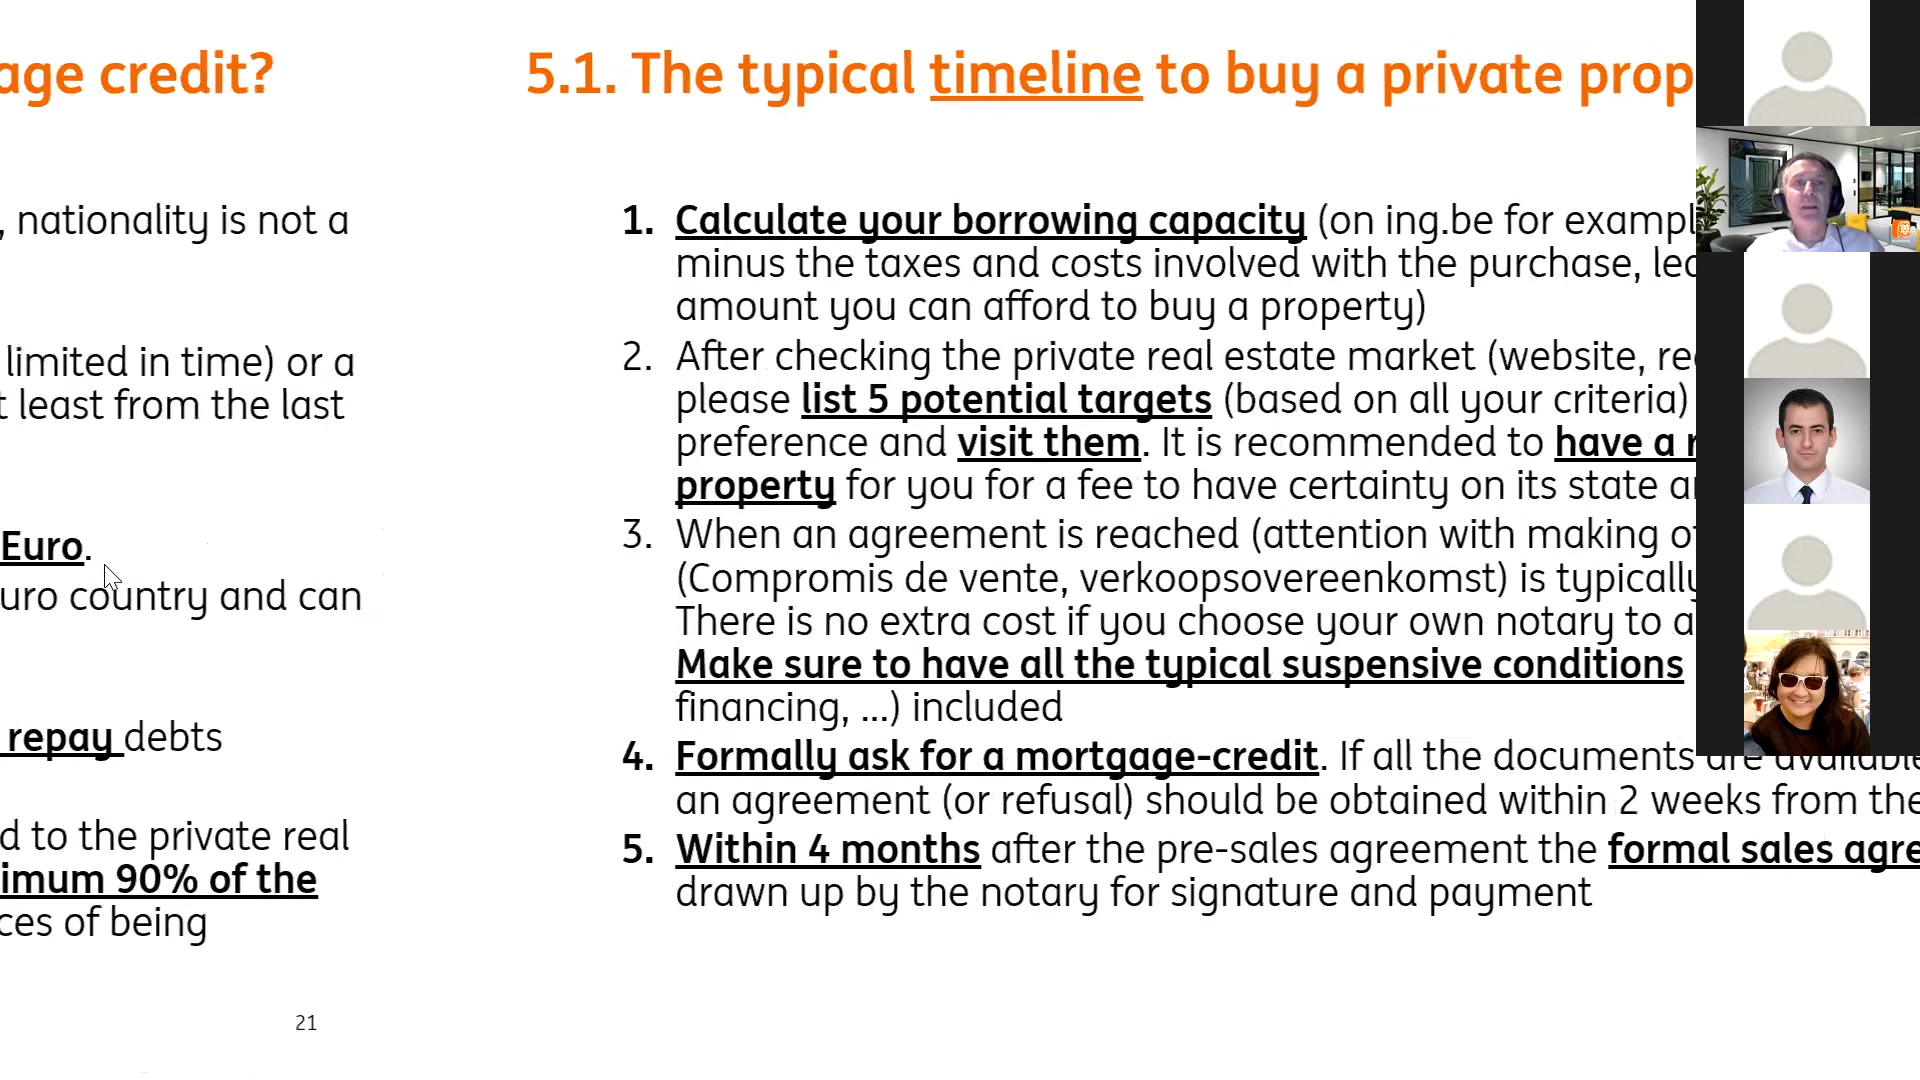 age credit?
, nationality is not a
limited in time) or a
t least from the last
Euro.
uro country and can
repay debts
d to the private real
imum 90% of the
ces of being
21
5.1. The typical timeline to buy a private prop
1. Calculate your borrowing capacity (on ing.be for exampl
minus the taxes and costs involved with the purchase,
amount you can afford to buy a property)
2. After checking the private real estate market (website,
please list 5 potential targets (based on all your criteria)
preference and visit them. It is recommended to have a
property for you for a fee to have certainty on its state
3. When an agreement is reached (attention with making
(Compromis de vente, verkoopsovereenkomst) is typically
There is no extra cost if you choose your own notary to a
Make sure to have all the typical suspensive conditions
financing, ...) included
4. Formally ask for a mortgage-credit. If all the documents are available
an agreement (or refusal) should be obtained within 2 weeks from the
5. Within 4 months after the pre-sales agreement the formal sales agre
drawn up by the notary for signature and payment